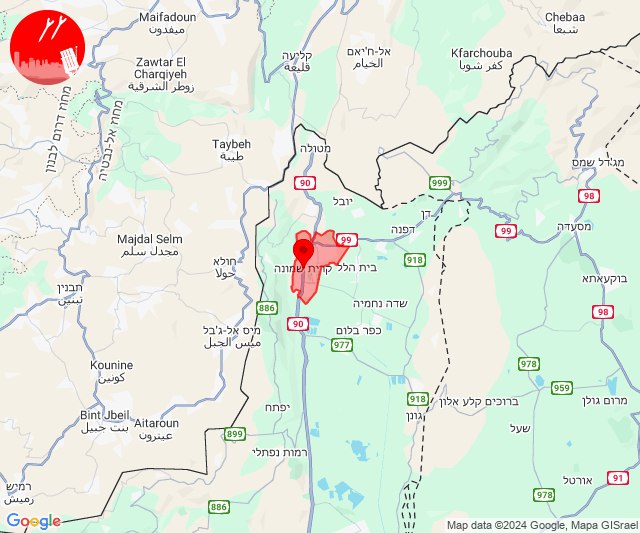 Maifadoun
ميفدون
Chebaa
شبعا
קליעה
قليعة
אל-ח'יאם
الخيام
Kfarchouba
كفر شوبا
Zawtar El
Charqiyeh
زوطر الشرقية
מחוז דרום לבנון
מחוז אל-נבטיה
Taybeh
طيبة
מטולה
מג'דל שמס
90
999
98
יובל
דן
דפנה
99
99
מסעדה
Majdal Selm
مجدل سلم
חולא
حولا
בית הלל
קרית שמונה
918
תבנין
تبنين
886
שדה נחמיה
בוקעאתא
98
מיס אל-ג'בל
ميس الجبل
90
כפר בלום
977
Kounine
كونين
978
959
מרום גולן
918
ברוכים קלע אלון
Bint Jbeil
بنت جبيل
Aitaroun
عيترون
יפתח
גונן
899
שעל
רמות נפתלי
רמיש
رميش
91
אורטל
978
886
Google
Map data ©2024 Google, Mapa GISrael